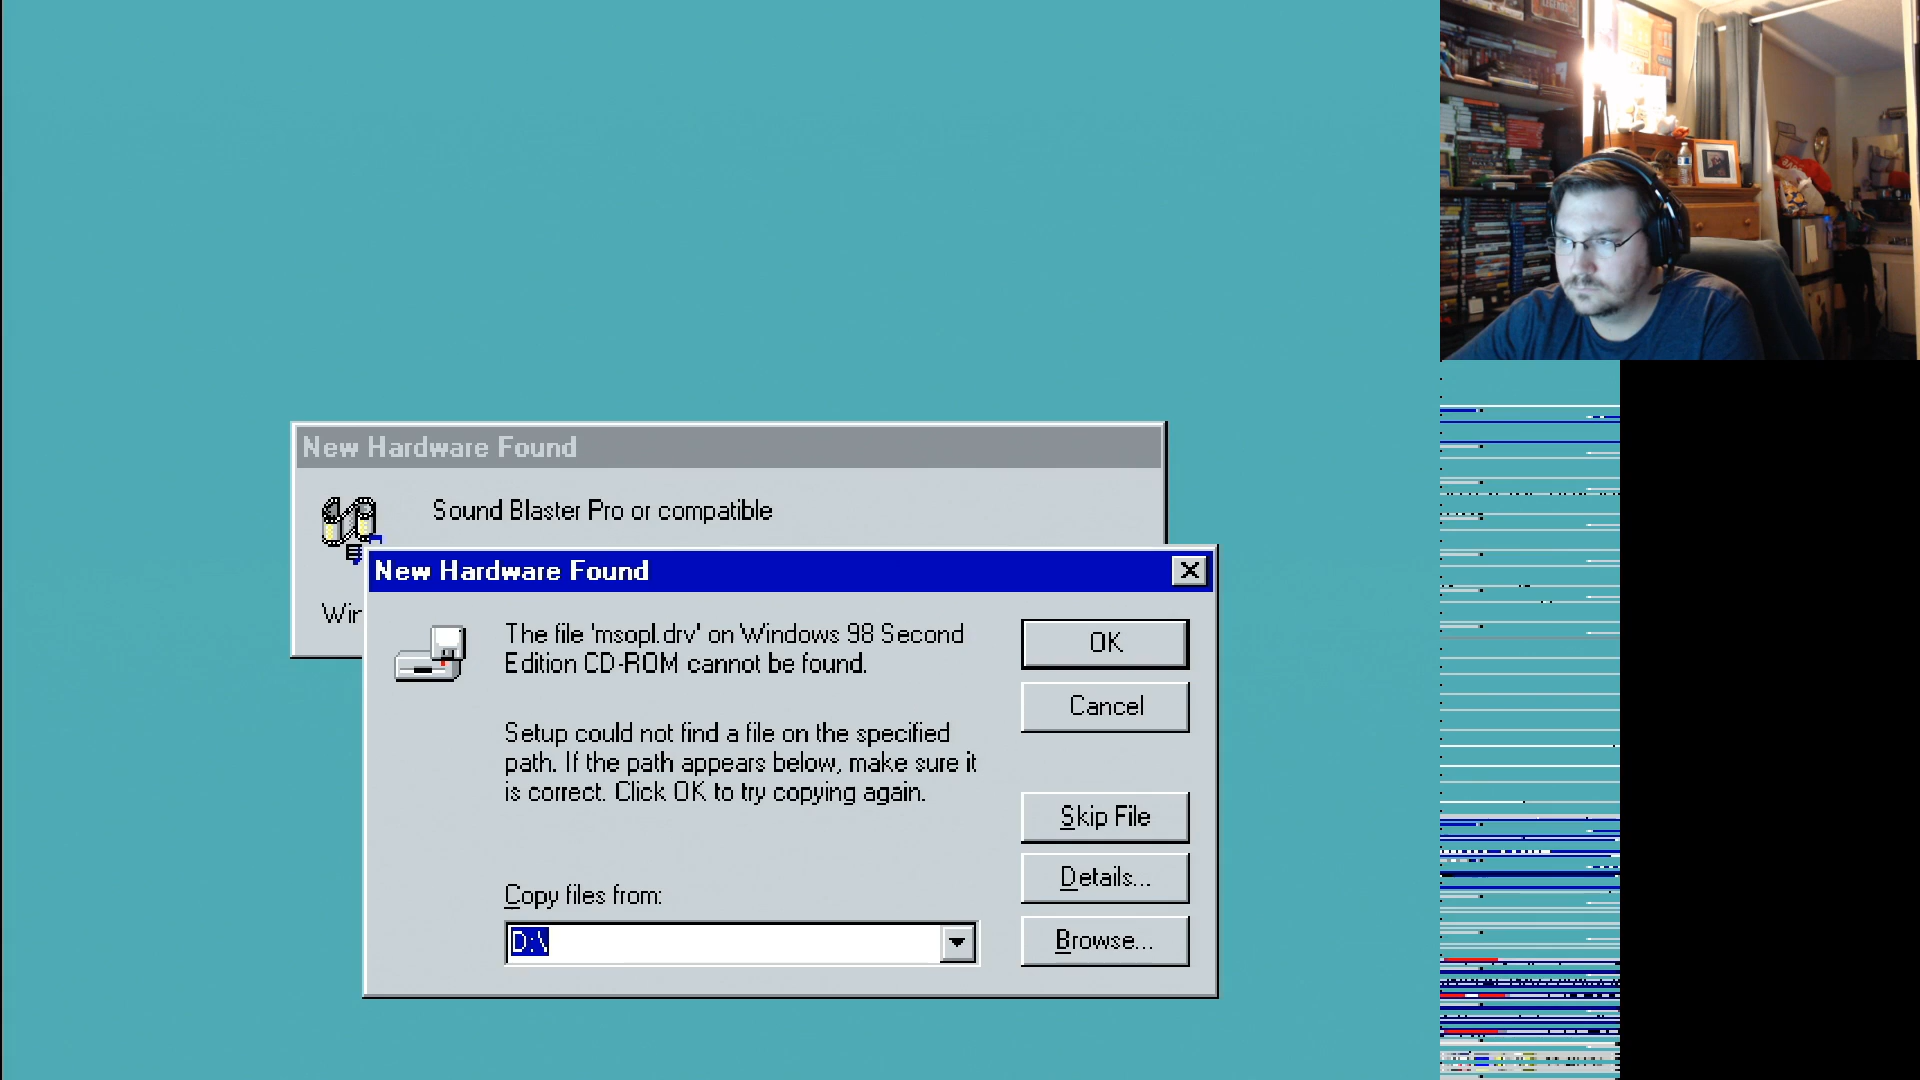 New Hardware Found
Sound Blaster Pro or compatible
New Hardware Found
The file 'msopl.drv' on Windows 98 Second
Edition CD-ROM cannot be found.
Setup could not find a file on the specified
path. If the path appears below, make sure it
is correct. Click OK to try copying again.
Copy files from:
D:\
OK
Cancel
Skip File
Details...
Browse...